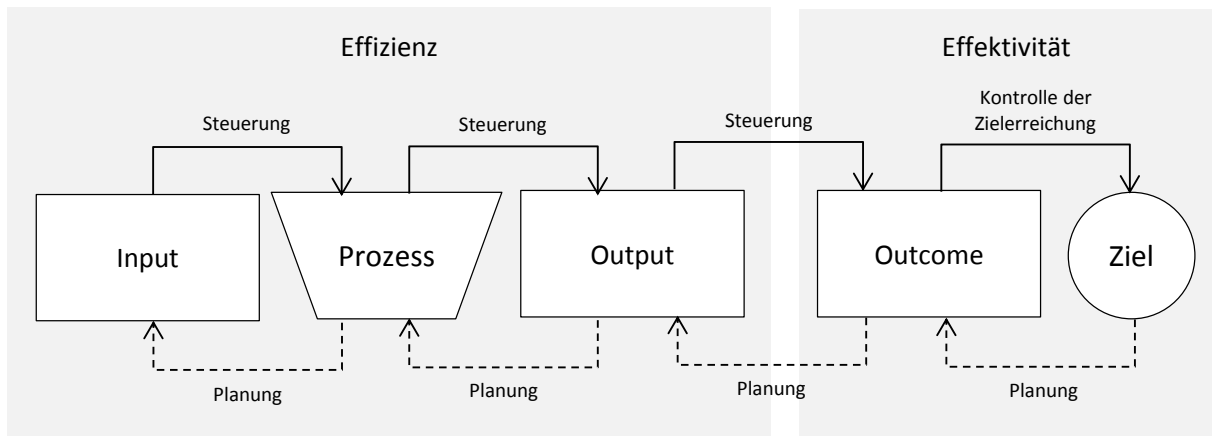 Effizienz
Effektivität
Steuerung
Steuerung
Steuerung
Kontrolle der
Zielerreichung
Input
Prozess
Output
Outcome
Ziel
Planung
Planung
Planung
Planung